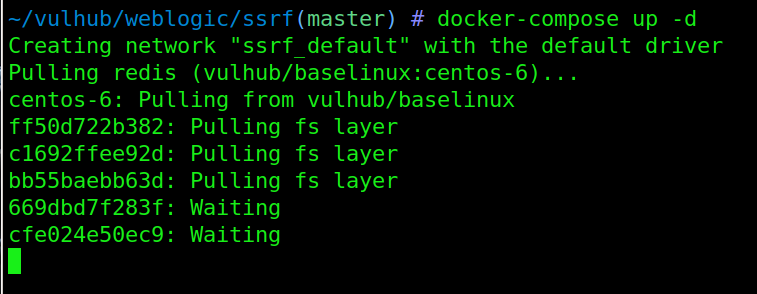 ~/vulhub/weblogic/ssrf(master) # docker-compose up -d
Creating network "ssrf_default" with the default driver
Pulling redis (vulhub/baselinux:centos-6)...
centos-6: Pulling from vulhub/baselinux
ff50d722b382: Pulling fs layer
c1692ffee92d: Pulling fs layer
bb55baebb63d: Pulling fs layer
669dbd7f283f: Waiting
cfe024e50ec9: Waiting